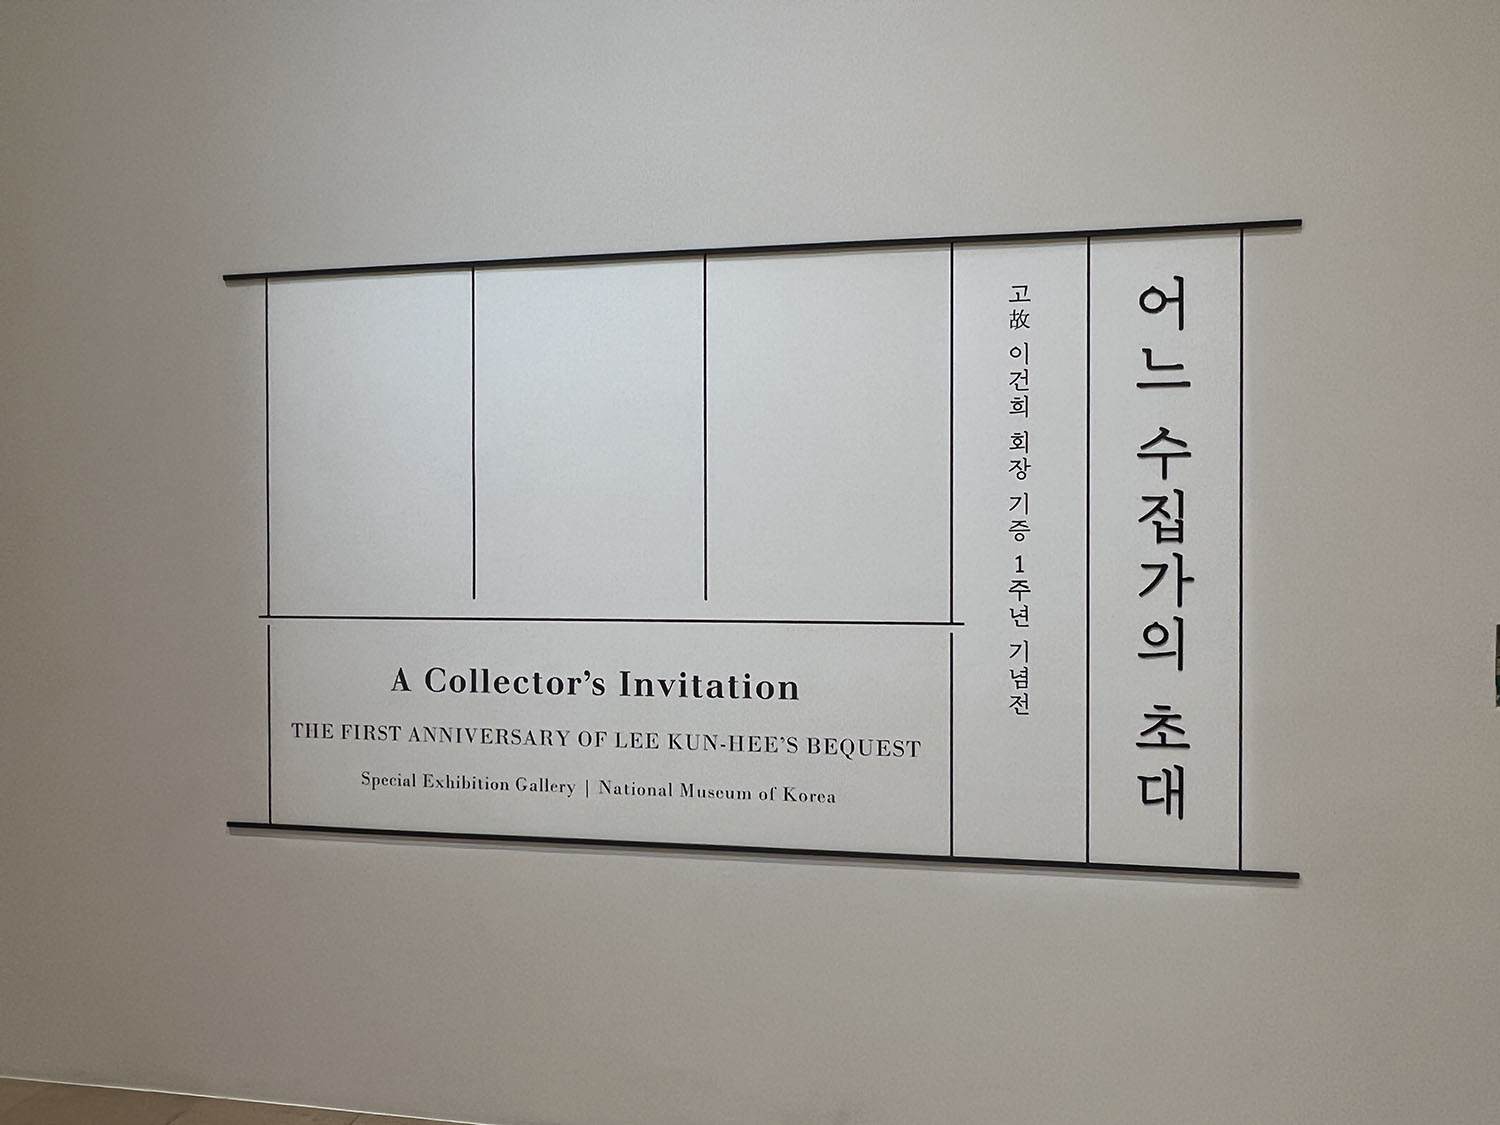 어느 수집가의 초대
고故 이건희 회장 기증 1주년 기념전
A Collector's Invitation
THE FIRST ANNIVERSARY OF LEE KUN-HEE'S BEQUEST
Special Exhibition Gallery | National Museum of Korea